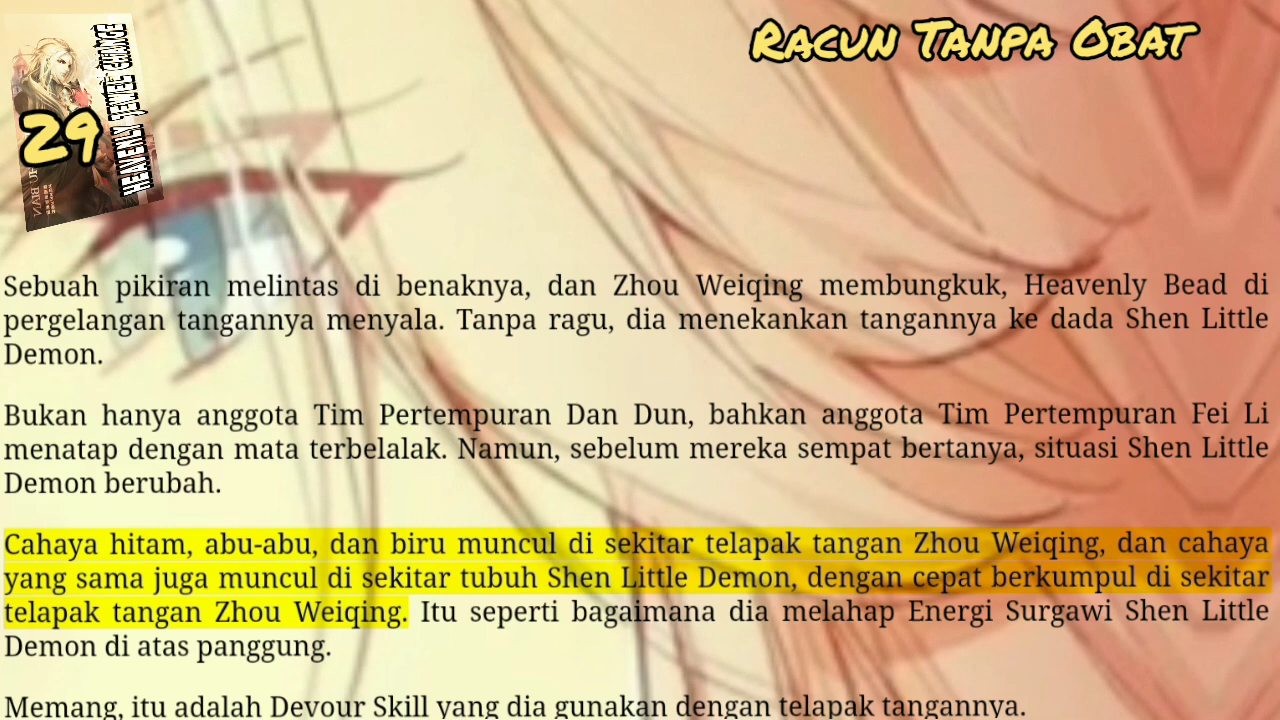 Racun Tanpa Obat
29
HEAVENLY JEWEL CHANGE
Sebuah pikiran melintas di benaknya, dan Zhou Weiqing membungkuk, Heavenly Bead di
pergelangan tangannya menyala. Tanpa ragu, dia menekankan tangannya ke dada Shen Little
Demon.
Bukan hanya anggota Tim Pertempuran Dan Dun, bahkan anggota Tim Pertempuran Fei Li
menatap dengan mata terbelalak. Namun, sebelum mereka sempat bertanya, situasi Shen Little
Demon berubah.
Cahaya hitam, abu-abu, dan biru muncul di sekitar telapak tangan Zhou Weiqing, dan cahaya
yang sama juga muncul di sekitar tubuh Shen Little Demon, dengan cepat berkumpul di sekitar
telapak tangan Zhou Weiqing. Itu seperti bagaimana dia melahap Energi Surgawi Shen Little
Demon di atas panggung.
Memang, itu adalah Devour Skill yang dia gunakan dengan telapak tangannya.